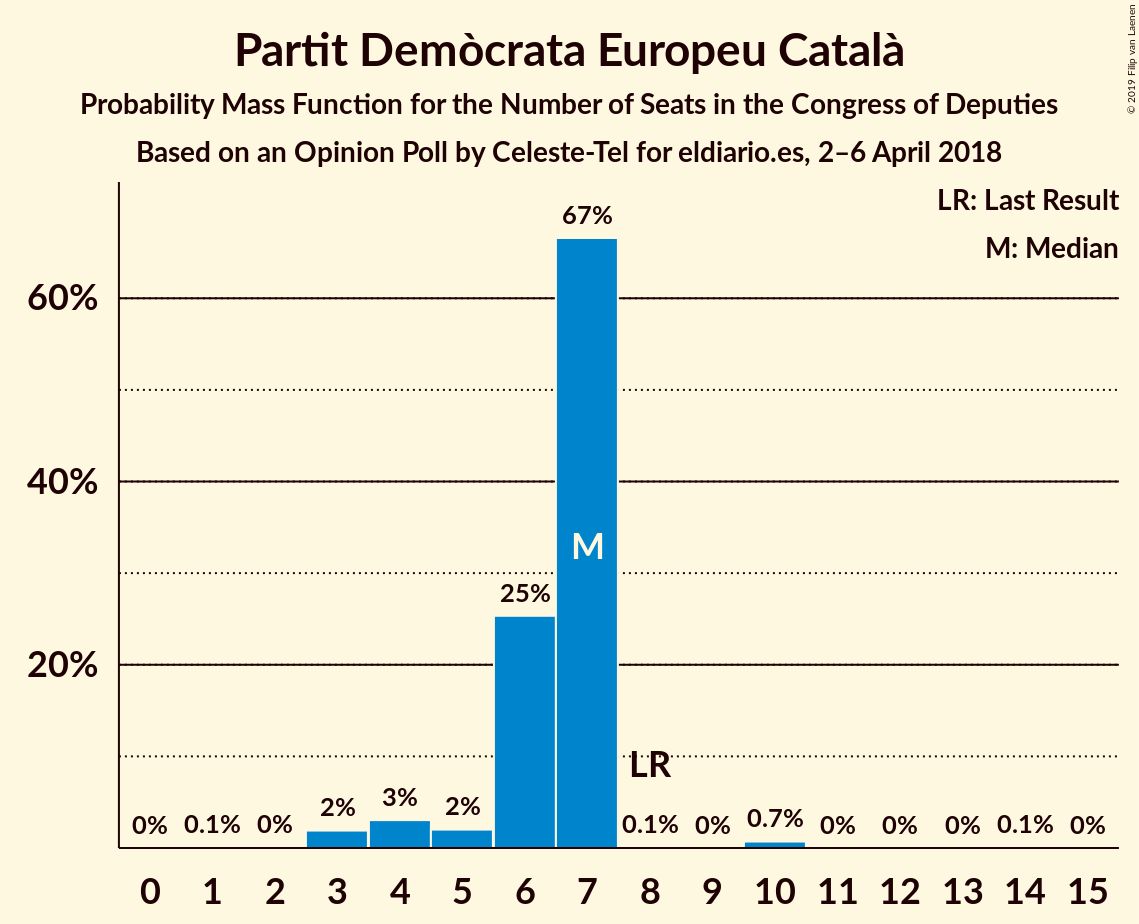 Partit Demòcrata Europeu Català
Probability Mass Function for the Number of Seats in the Congress of Deputies
Based on an Opinion Poll by Celeste-Tel for eldiario.es, 2–6 April 2018
© 2019 Filip van Laenen
LR: Last Result
M: Median
60%
40%
20%
0% 0.1% 0% 2% 3% 2% 25% 67% 0.1% 0% 0.7% 0% 0% 0% 0.1% 0%
M
LR
0 1 2 3 4 5 6 7 8 9 10 11 12 13 14 15